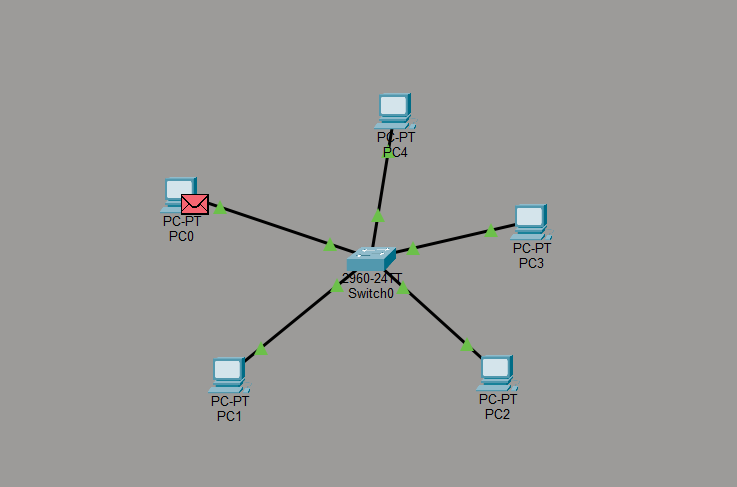 PC-PT
PC4
PC-PT
PC0
PC-PT
PC3
2960-24TT
Switch0
PC-PT
PC1
PC-PT
PC2